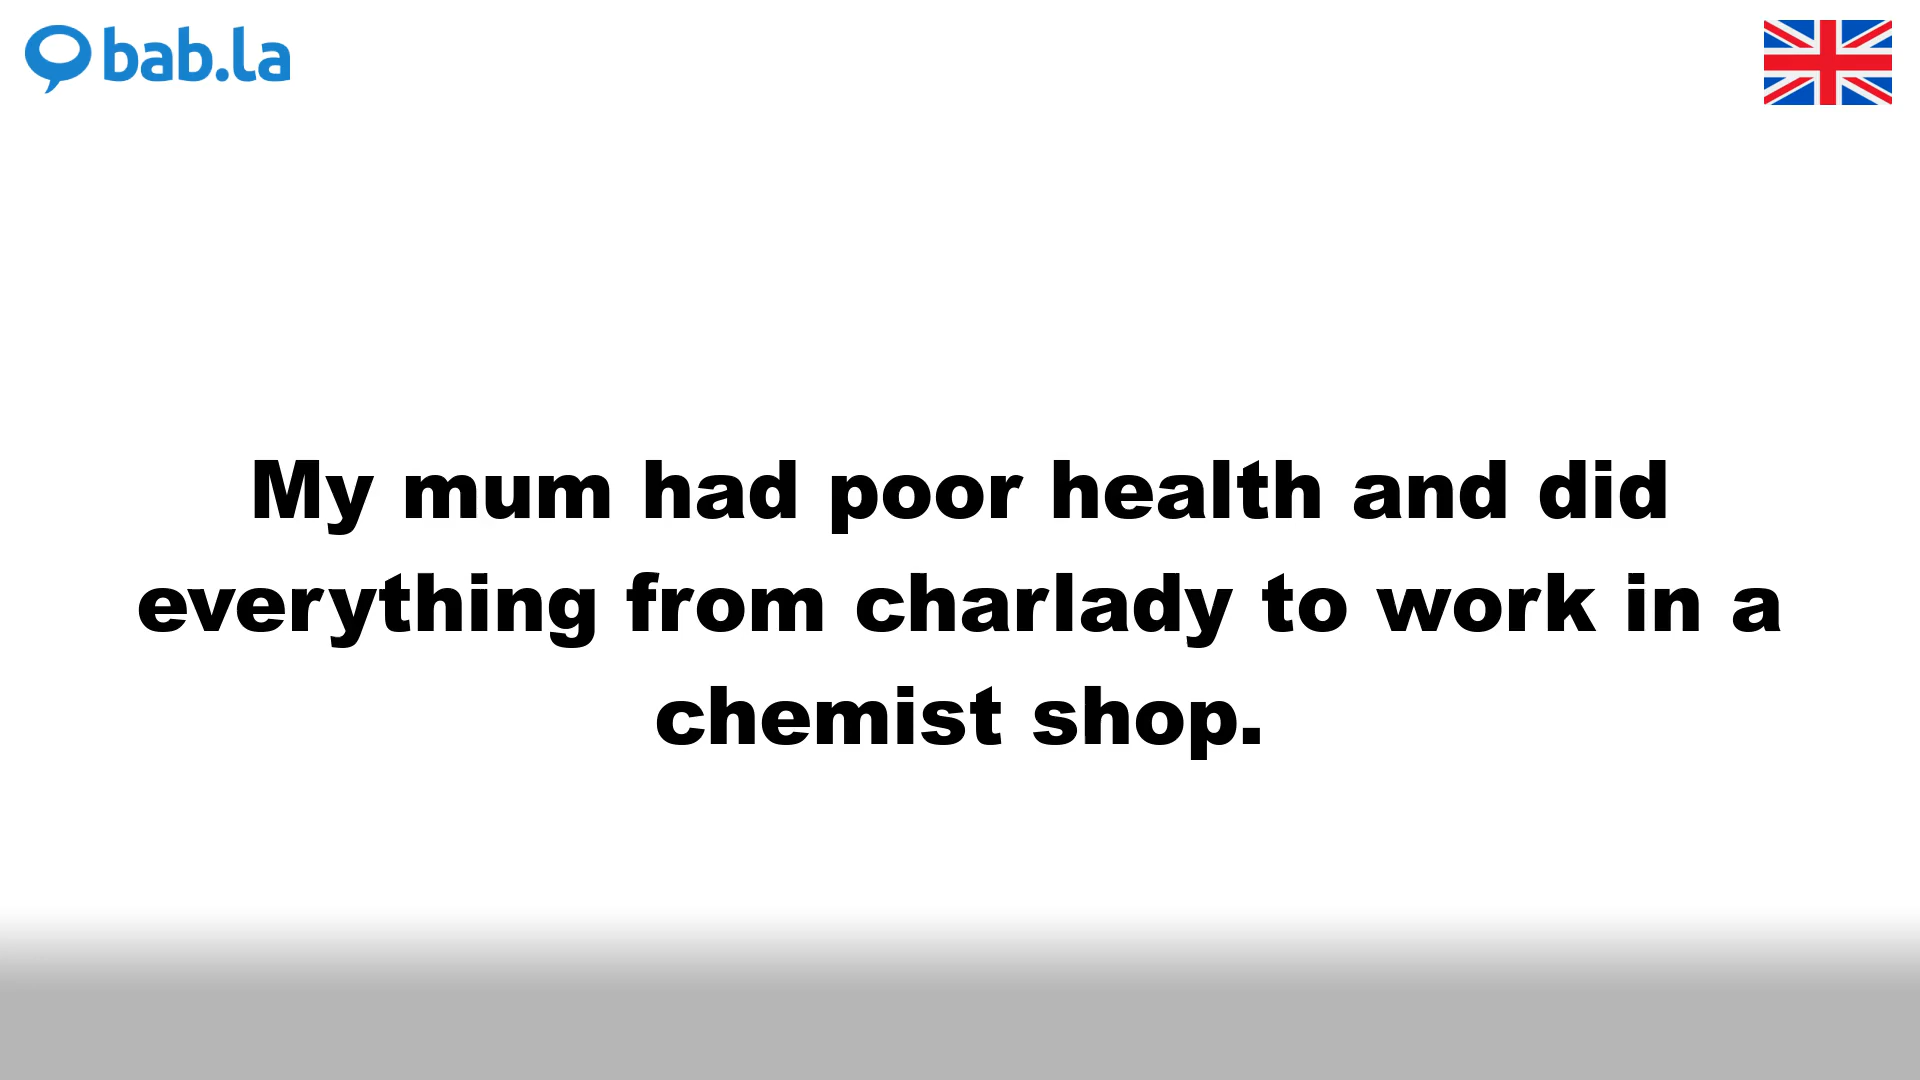 bab.la
My mum had poor health and did
everything from charlady to work in a
chemist shop.